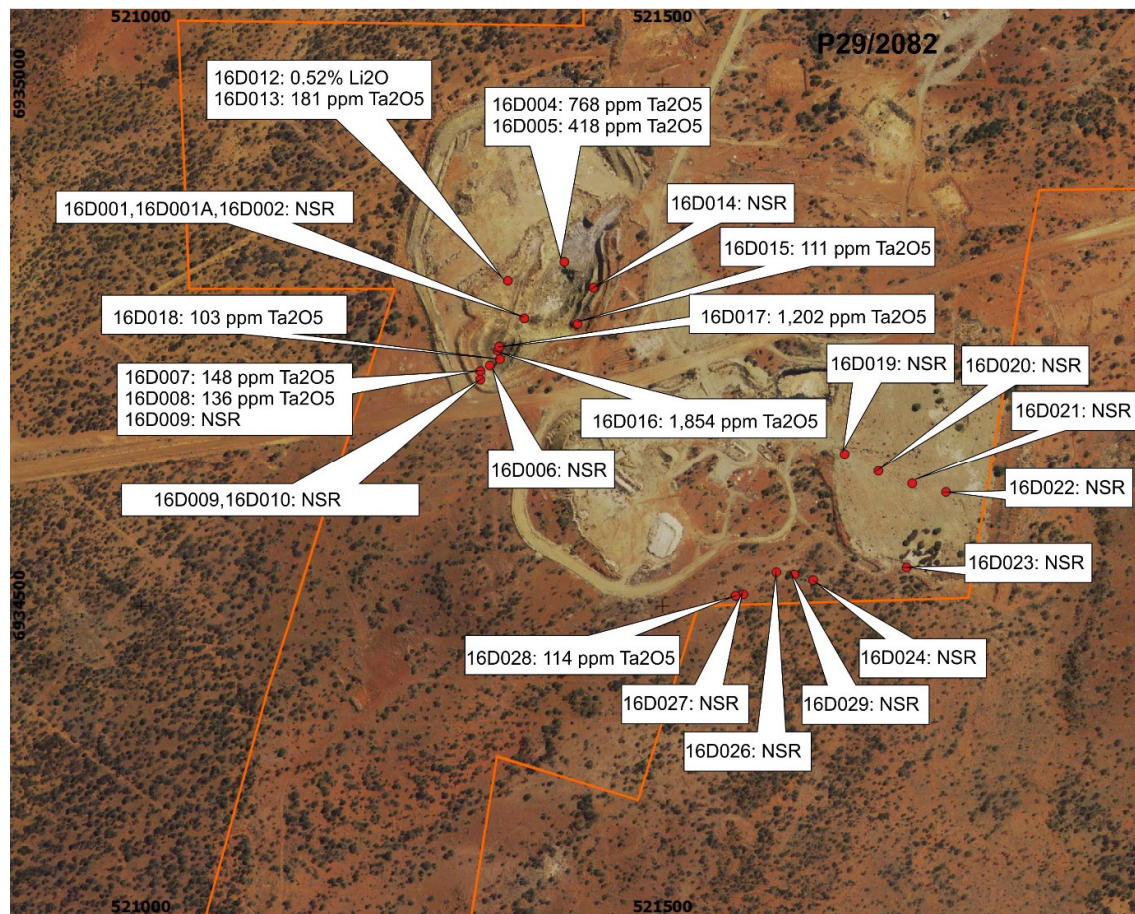 521000
521500
P29/2082
6935000
16D012: 0.52% Li2O
16D013: 181 ppm Ta2O5
16D004: 768 ppm Ta2O5
16D005: 418 ppm Ta2O5
16D001,16D001A,16D002: NSR
16D014: NSR
16D015: 111 ppm Ta2O5
16D018: 103 ppm Ta2O5
16D017: 1,202 ppm Ta2O5
16D007: 148 ppm Ta2O5
16D008: 136 ppm Ta2O5
16D009: NSR
16D019: NSR
16D020: NSR
16D021: NSR
16D016: 1,854 ppm Ta2O5
16D006: NSR
16D022: NSR
16D009,16D010: NSR
16D023: NSR
6934500
16D028: 114 ppm Ta2O5
16D024: NSR
16D027: NSR
16D029: NSR
16D026: NSR
521000
521500